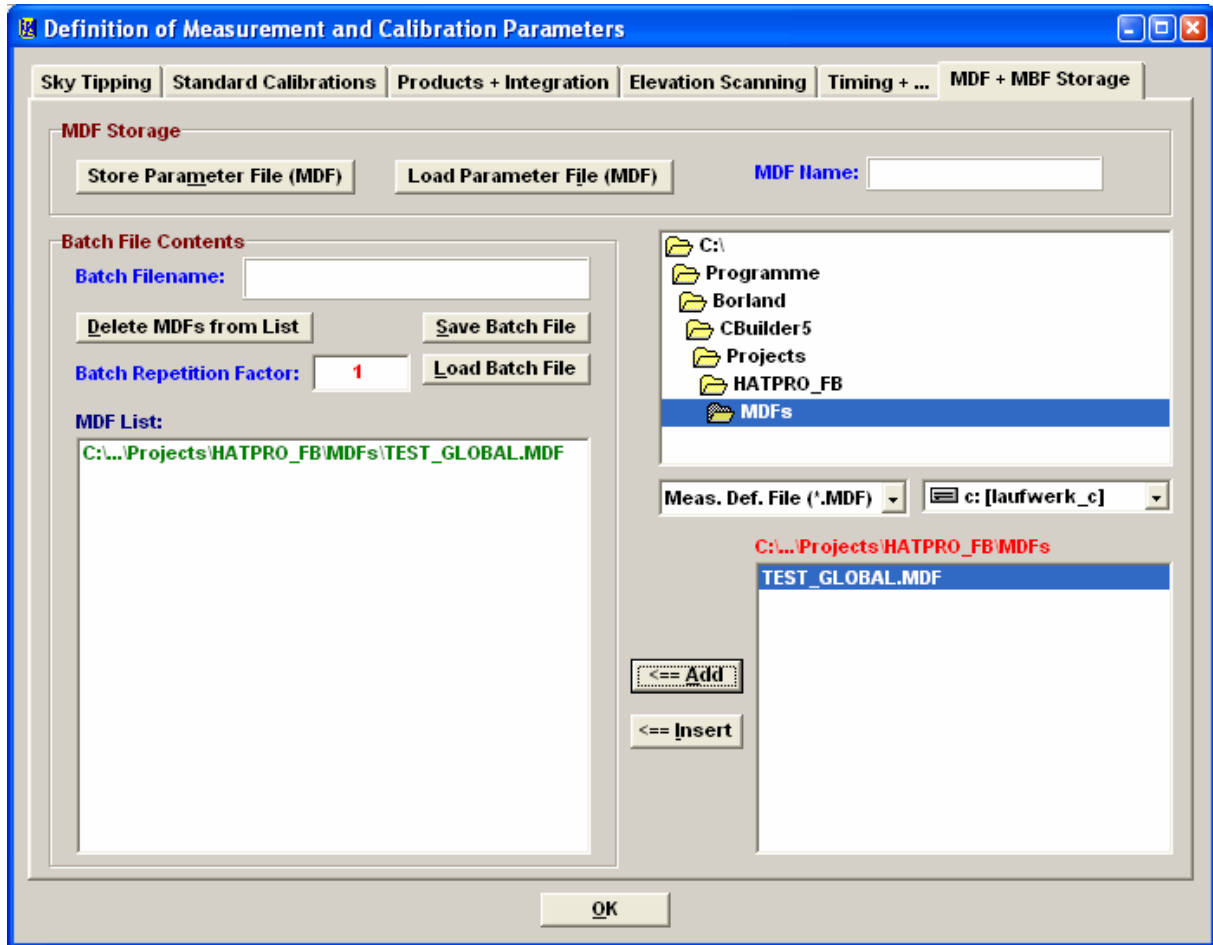 Definition of Measurement and Calibration Parameters
Sky Tipping Standard Calibrations Products + Integration Elevation Scanning Timing + ... MDF + MBF Storage
MDF Storage
Store Parameter File (MDF) Load Parameter File (MDF) MDF Name:
Batch File Contents
Batch Filename:
Delete MDFs from List Save Batch File
Batch Repetition Factor: 1 Load Batch File
MDF List:
C:\...\Projects\HATPRO_FB\MDFs\TEST_GLOBAL.MDF
C:\
Programme
Borland
CBuilder5
Projects
HATPRO_FB
MDFs
Meas. Def. File (*.MDF) c: [laufwerk_c]
C:\...\Projects\HATPRO_FB\MDFs
TEST_GLOBAL.MDF
<== Add
<== Insert
OK